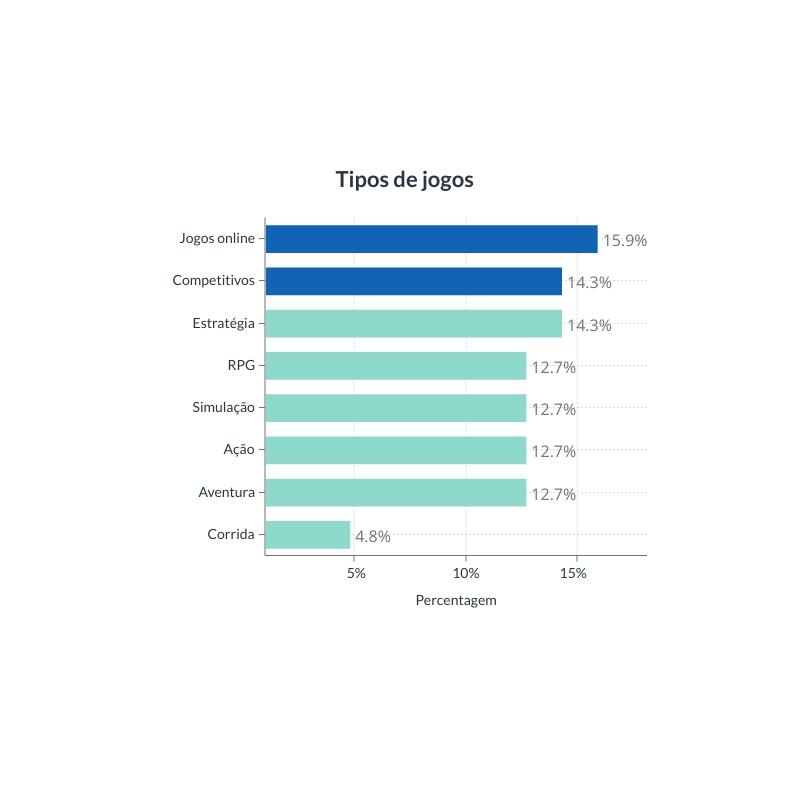 Tipos de jogos
Jogos online 15.9%
Competitivos 14.3%
Estratégia 14.3%
RPG 12.7%
Simulação 12.7%
Ação 12.7%
Aventura 12.7%
Corrida 4.8%
5% 10% 15%
Percentagem